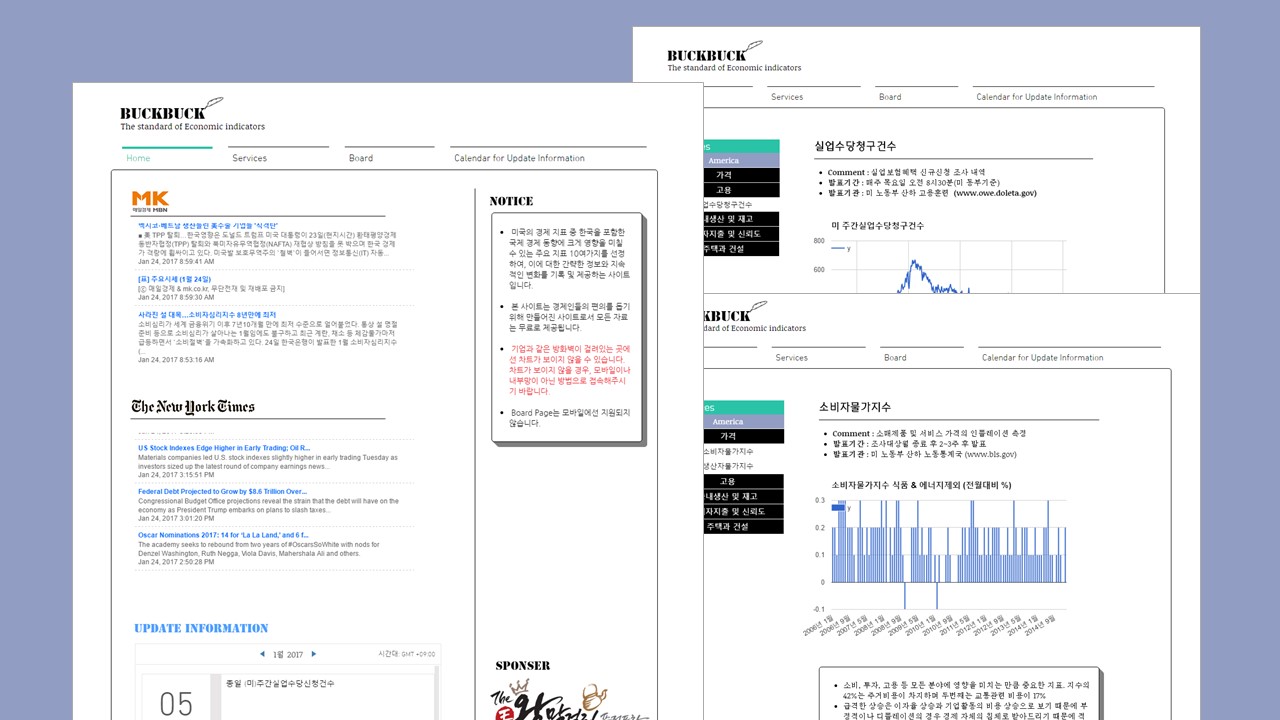 BUCKBUCK
The standard of Economic indicators
Home
Services
Board
Calendar for Update Information
MK
매일경제 MBN
멕시코·베트남 생산늘린 美수출 기업들 '직격탄'
■ 美 TPP 탈퇴...한국영향은 도널드 트럼프 미국 대통령이 23일(현지시간) 환태평양경제
동반자협정(TPP) 탈퇴와 북미자유무역협정(NAFTA) 재협상 방침을 못 박으며 한국 경제
가 격랑에 휩싸이고 있다. 미국발 보호무역주의 '철벽'이 들어서면 정보통신(IT) 자동...
Jan 24, 2017 8:59:41 AM
[표] 주요시세 (1월 24일)
[ⓒ 매일경제 & mk.co.kr, 무단전재 및 재배포 금지]
Jan 24, 2017 8:59:30 AM
사라진 설 대목...소비자심리지수 8년만에 최저
소비심리가 세계 금융위기 이후 7년10개월 만에 최저 수준으로 얼어붙었다. 통상 설 명절
준비 등으로 소비심리가 살아나는 1월임에도 불구하고 최근 계란, 채소 등 체감물가마저
급등하면서 '소비절벽'을 가속화하고 있다. 24일 한국은행이 발표한 1월 소비자심리지수
(...
Jan 24, 2017 8:53:16 AM
The New York Times
US Stock Indexes Edge Higher in Early Trading; Oil R...
Materials companies led U.S. stock indexes slightly higher in early trading Tuesday as
investors sized up the latest round of company earnings news...
Jan 24, 2017 3:15:51 PM
Federal Debt Projected to Grow by $8.6 Trillion Over...
Congressional Budget Office projections reveal the strain that the debt will have on the
economy as President Trump embarks on plans to slash taxes...
Jan 24, 2017 3:01:20 PM
Oscar Nominations 2017: 14 for 'La La Land,' and 6 f...
The academy seeks to rebound from two years of #OscarsSoWhite with nods for
Denzel Washington, Ruth Negga, Viola Davis, Mahershala Ali and others.
Jan 24, 2017 2:50:28 PM
UPDATE INFORMATION
1월 2017
시간대: GMT +09:00
05
종일 (미)주간실업수당신청건수
NOTICE
• 미국의 경제 지표 중 한국을 포함한
국제 경제 동향에 크게 영향을 미칠
수 있는 주요 지표 10여가지를 선정
하여, 이에 대한 간략한 정보와 지속
적인 변화를 기록 및 제공하는 사이트
입니다.
• 본 사이트는 경제인들의 편의를 돕기
위해 만들어진 사이트로서 모든 자료
는 무료로 제공됩니다.
• 기업과 같은 방화벽이 걸려있는 곳에
선 차트가 보이지 않을 수 있습니다.
차트가 보이지 않을 경우, 모바일이나
내부망이 아닌 방법으로 접속해주시
기 바랍니다.
• Board Page는 모바일에선 지원되지
않습니다.
SPONSER
The
BUCKBUCK
The standard of Economic indicators
Services
Board
Calendar for Update Information
es
America
가격
고용
업수당청구건수
내생산 및 재고
자지출 및 신뢰도
주택과 건설
실업수당청구건수
• Comment : 실업보험혜택 신규신청 조사 내역
• 발표기간 : 매주 목요일 오전 8시30분(미 동부기준)
• 발표기관 : 미 노동부 산하 고용훈련 (www.owe.doleta.gov)
미 주간실업수당청구건수
800
y
600
KBUCK
dard of Economic indicators
Services
Board
Calendar for Update Information
es
America
가격
소비자물가지수
생산자물가지수
고용
내생산 및 재고
자지출 및 신뢰도
주택과 건설
소비자물가지수
• Comment : 소매제품 및 서비스 가격의 인플레이션 측정
• 발표기간 : 조사대상월 종료 후 2~3주 후 발표
• 발표기관 : 미 노동부 산하 노동통계국 (www.bls.gov)
소비자물가지수 식품 & 에너지제외 (전월대비 %)
0.3
y
0.2
0.1
0
-0.1
2006년 1월
2006년 9월
2007년 5월
2008년 1월
2008년 9월
2009년 5월
2010년 1월
2010년 9월
2011년 5월
2012년 1월
2012년 9월
2013년 5월
2014년 1월
2014년 9월
• 소비, 투자, 고용 등 모든 분야에 영향을 미치는 만큼 중요한 지표. 지수의
42%는 주거비용이 차지하며 두번째는 교통관련 비용이 17%
• 급격한 상승은 이자율 상승과 기업활동의 비용 상승으로 보기 때문에 부
정적이나 디플레이션의 경우 경제 자체의 침체로 받아드리기 때문에 격